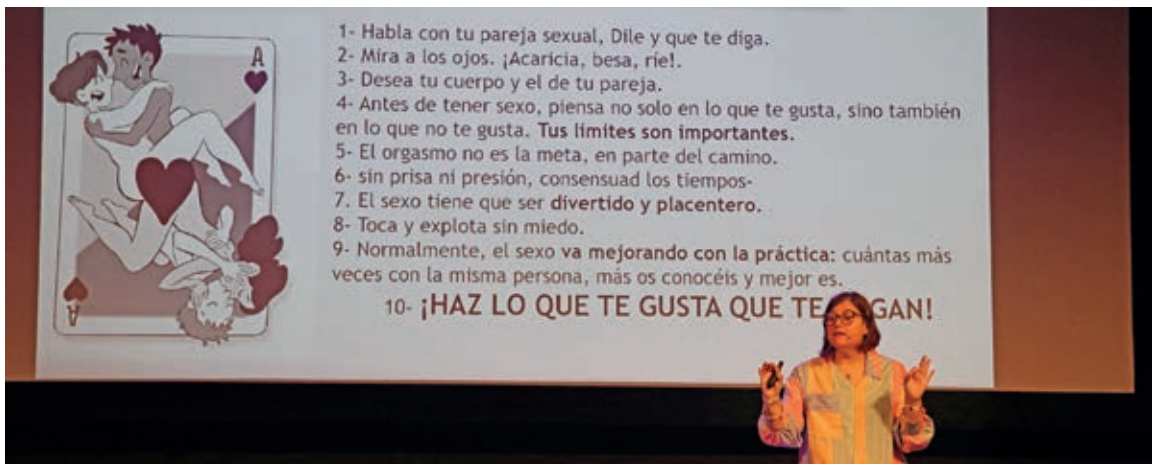 A
1- Habla con tu pareja sexual, Dile y que te diga.
2- Mira a los ojos. ¡Acaricia, besa, ríe!.
3- Desea tu cuerpo y el de tu pareja.
4- Antes de tener sexo, piensa no solo en lo que te gusta, sino también
en lo que no te gusta. Tus límites son importantes.
5- El orgasmo no es la meta, en parte del camino.
6- sin prisa ni presión, consensuad los tiempos-
7. El sexo tiene que ser divertido y placentero.
8- Toca y explota sin miedo.
9- Normalmente, el sexo va mejorando con la práctica: cuántas más
veces con la misma persona, más os conocéis y mejor es.
10- ¡HAZ LO QUE TE GUSTA QUE TE GAN!
A